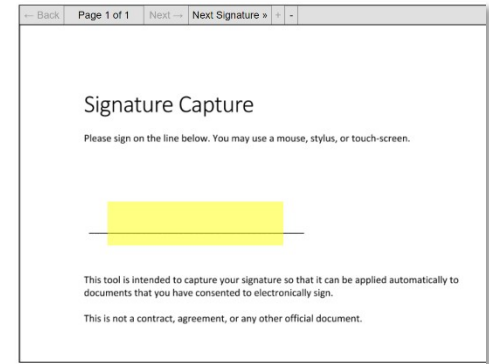 ← Back Page 1 of 1 Next → Next Signature » + -
Signature Capture
Please sign on the line below. You may use a mouse, stylus, or touch-screen.
This tool is intended to capture your signature so that it can be applied automatically to
documents that you have consented to electronically sign.
This is not a contract, agreement, or any other official document.